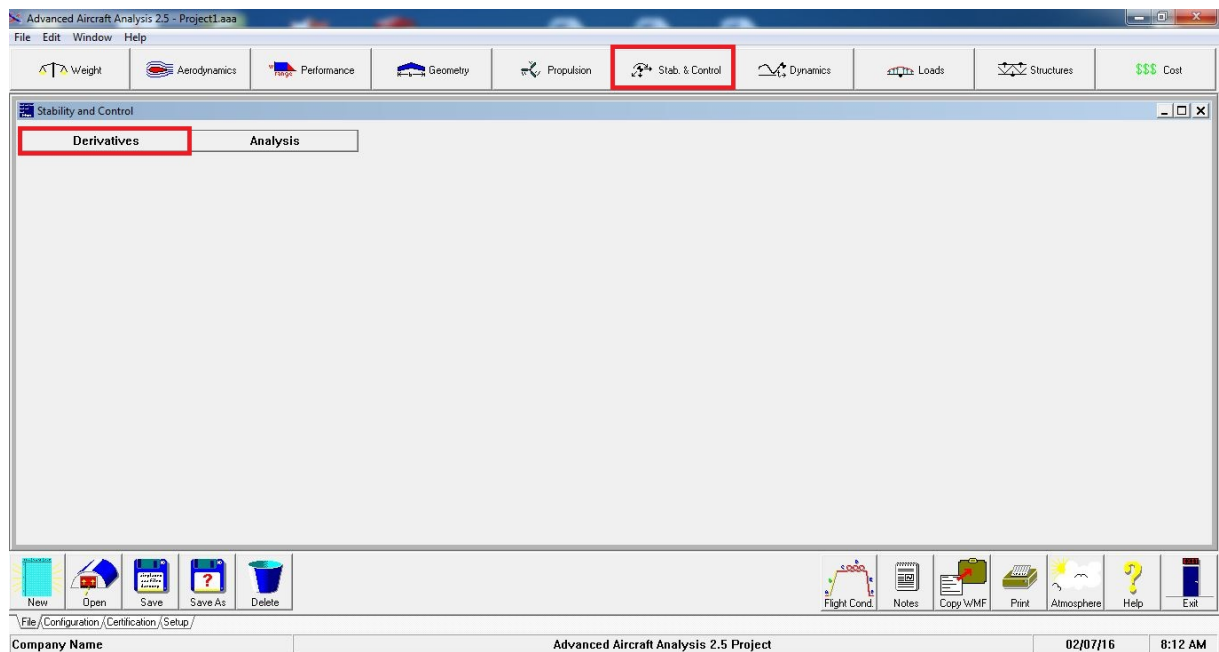 Advanced Aircraft Analysis 2.5 - Project1.aaa
File Edit Window Help
Weight Aerodynamics Performance Geometry Propulsion Stab. & Control Dynamics Loads Structures $$$ Cost
Stability and Control
Derivatives Analysis
New Open Save Save As Delete Flight Cond. Notes Copy WMF Print Atmosphere Help Exit
File Configuration Certification Setup
Company Name Advanced Aircraft Analysis 2.5 Project 02/07/16 8:12 AM